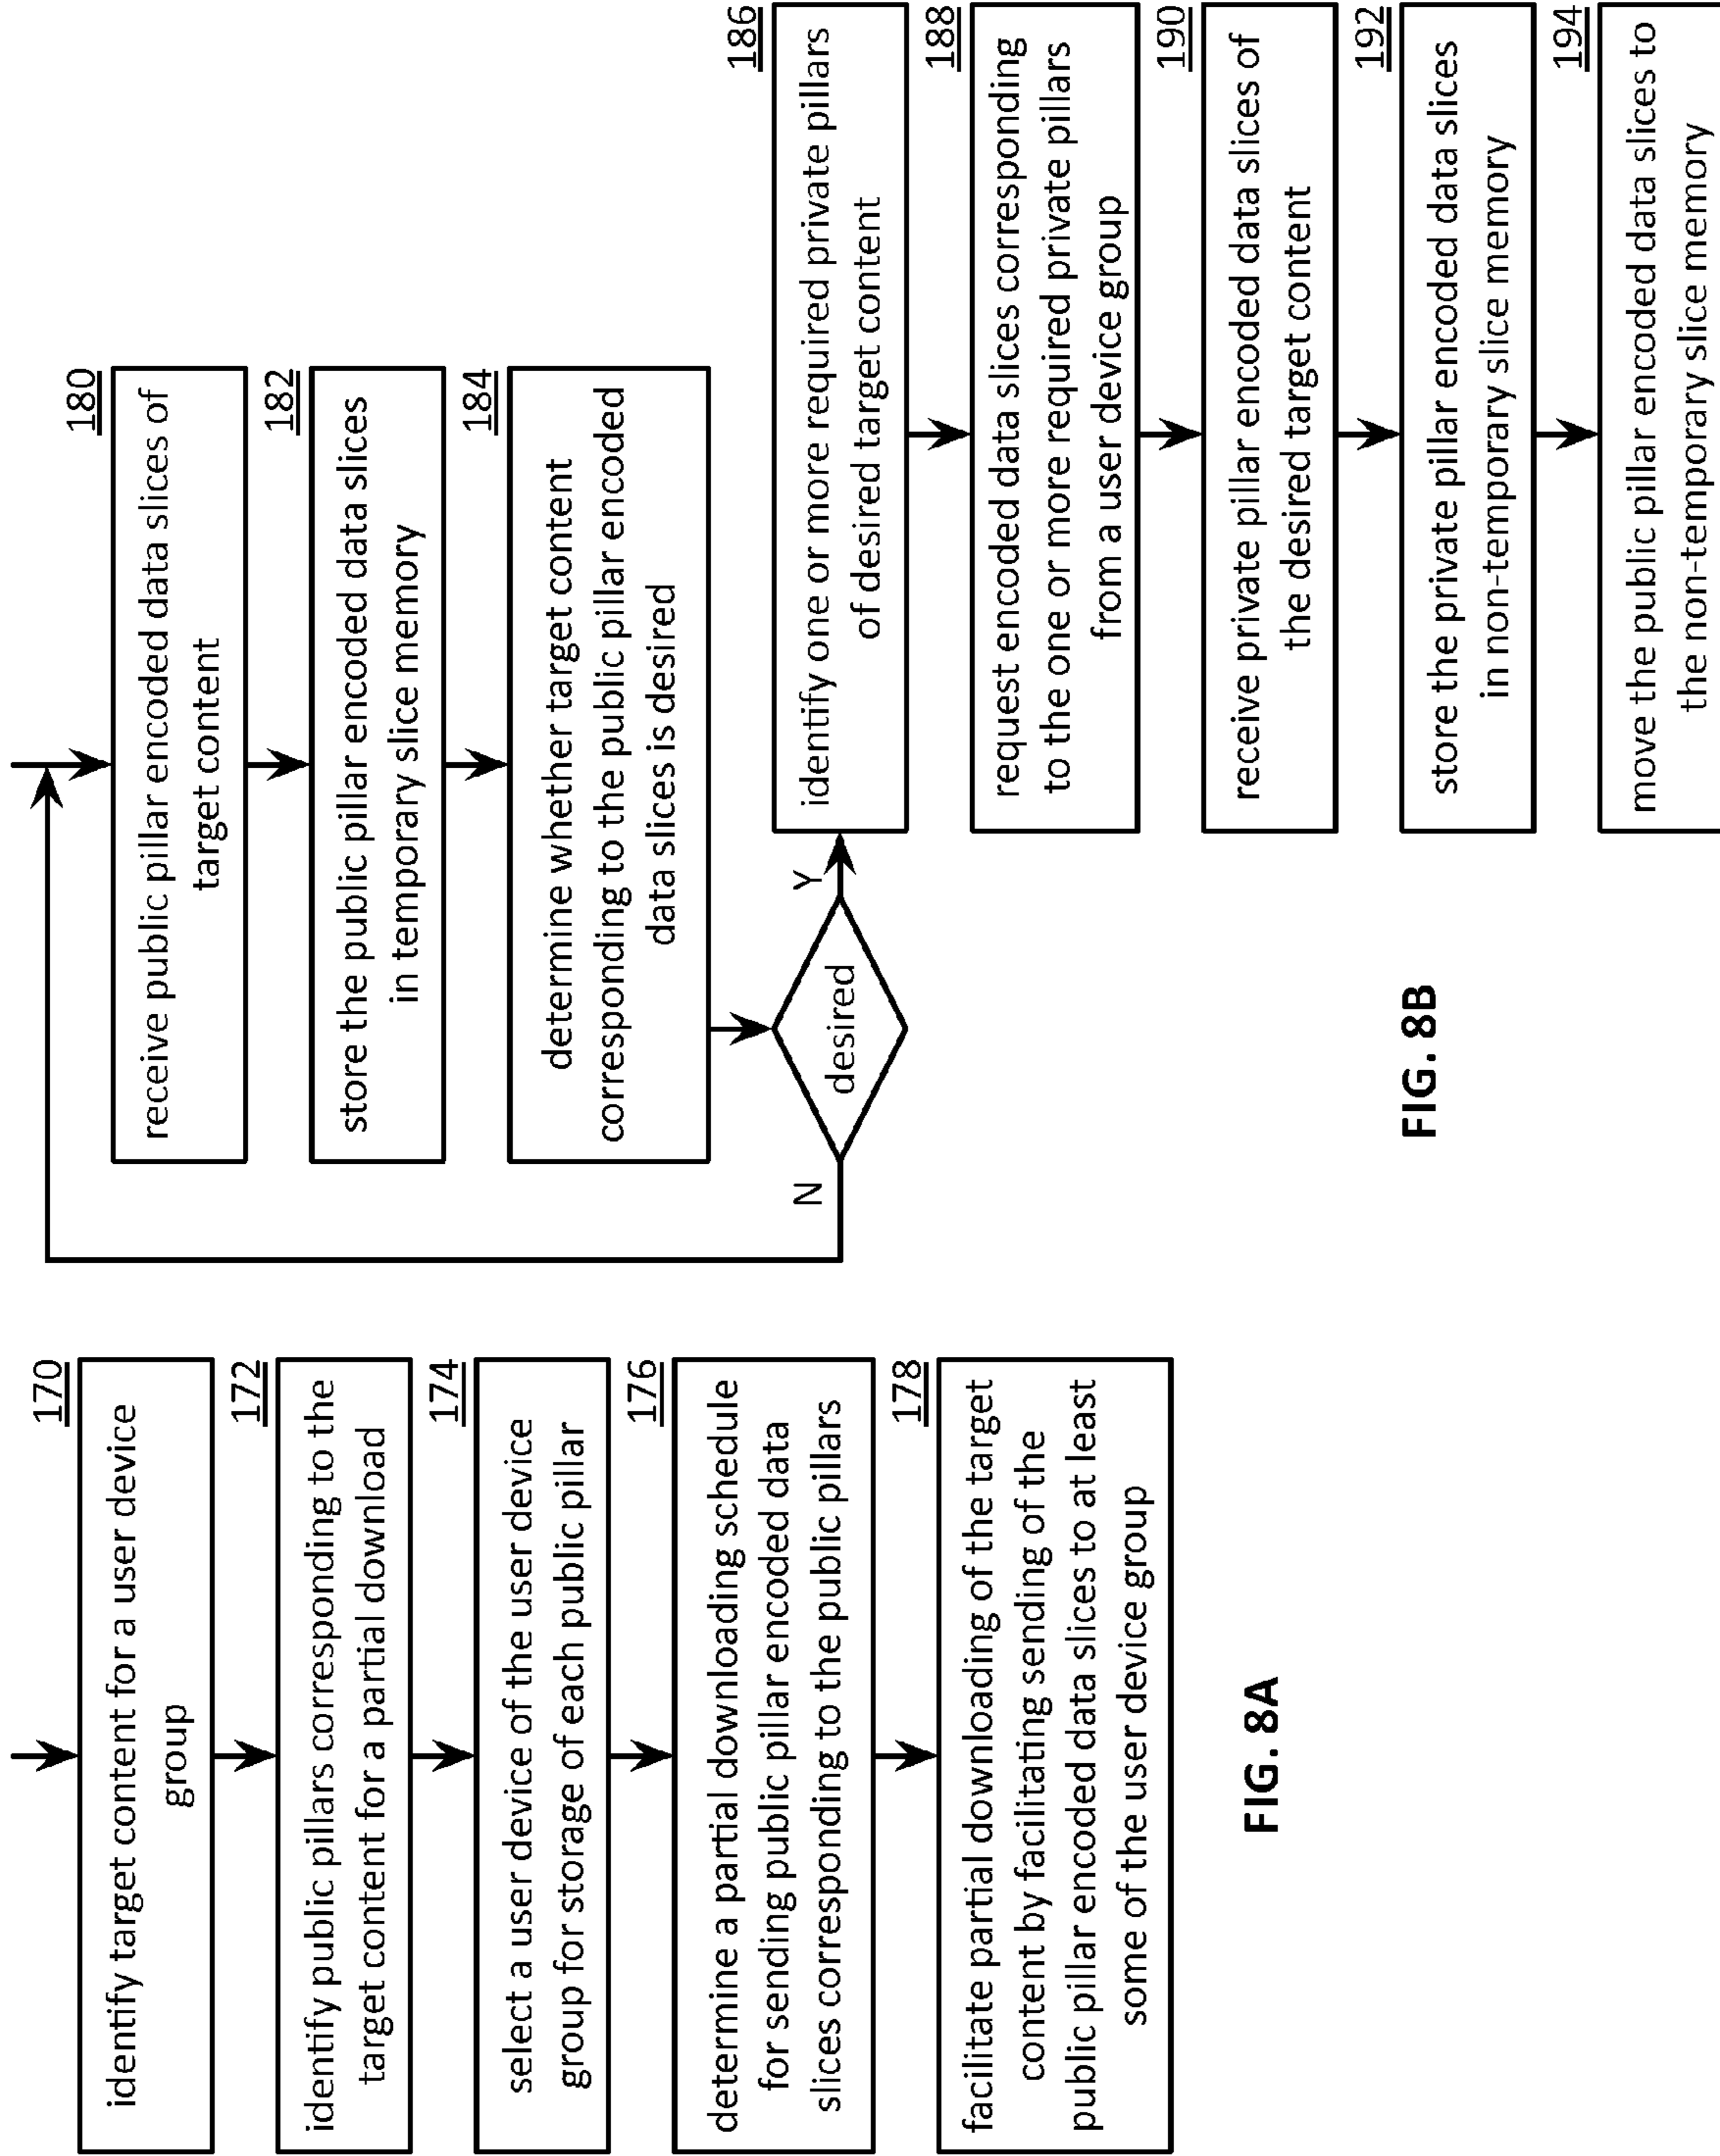 170
identify target content for a user device
group
172
identify public pillars corresponding to the
target content for a partial download
174
select a user device of the user device
group for storage of each public pillar
176
determine a partial downloading schedule
for sending public pillar encoded data
slices corresponding to the public pillars
178
facilitate partial downloading of the target
content by facilitating sending of the
public pillar encoded data slices to at least
some of the user device group
FIG. 8A
180
receive public pillar encoded data slices of
target content
182
store the public pillar encoded data slices
in temporary slice memory
184
determine whether target content
corresponding to the public pillar encoded
data slices is desired
desired
N
Y
186
identify one or more required private pillars
of desired target content
188
request encoded data slices corresponding
to the one or more required private pillars
from a user device group
190
receive private pillar encoded data slices of
the desired target content
192
store the private pillar encoded data slices
in non-temporary slice memory
194
move the public pillar encoded data slices to
the non-temporary slice memory
FIG. 8B